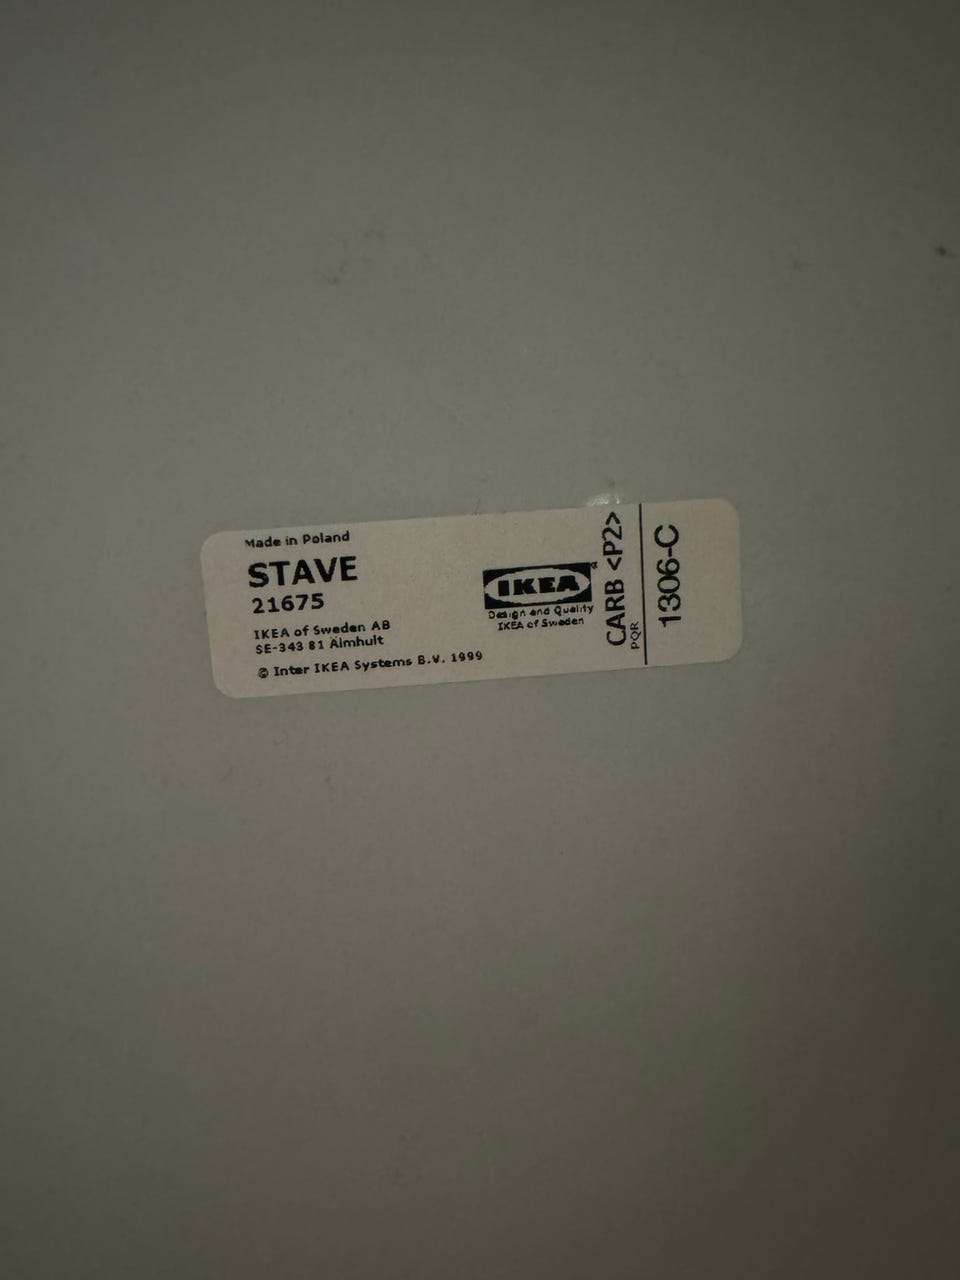 Made in Poland
STAVE
21675
IKEA of Sweden AB
SE-343 81 Älmhult
© Inter IKEA Systems B.V. 1999
IKEA®
Design and Quality
IKEA of Sweden
CARB <P2>
PQR
1306-C